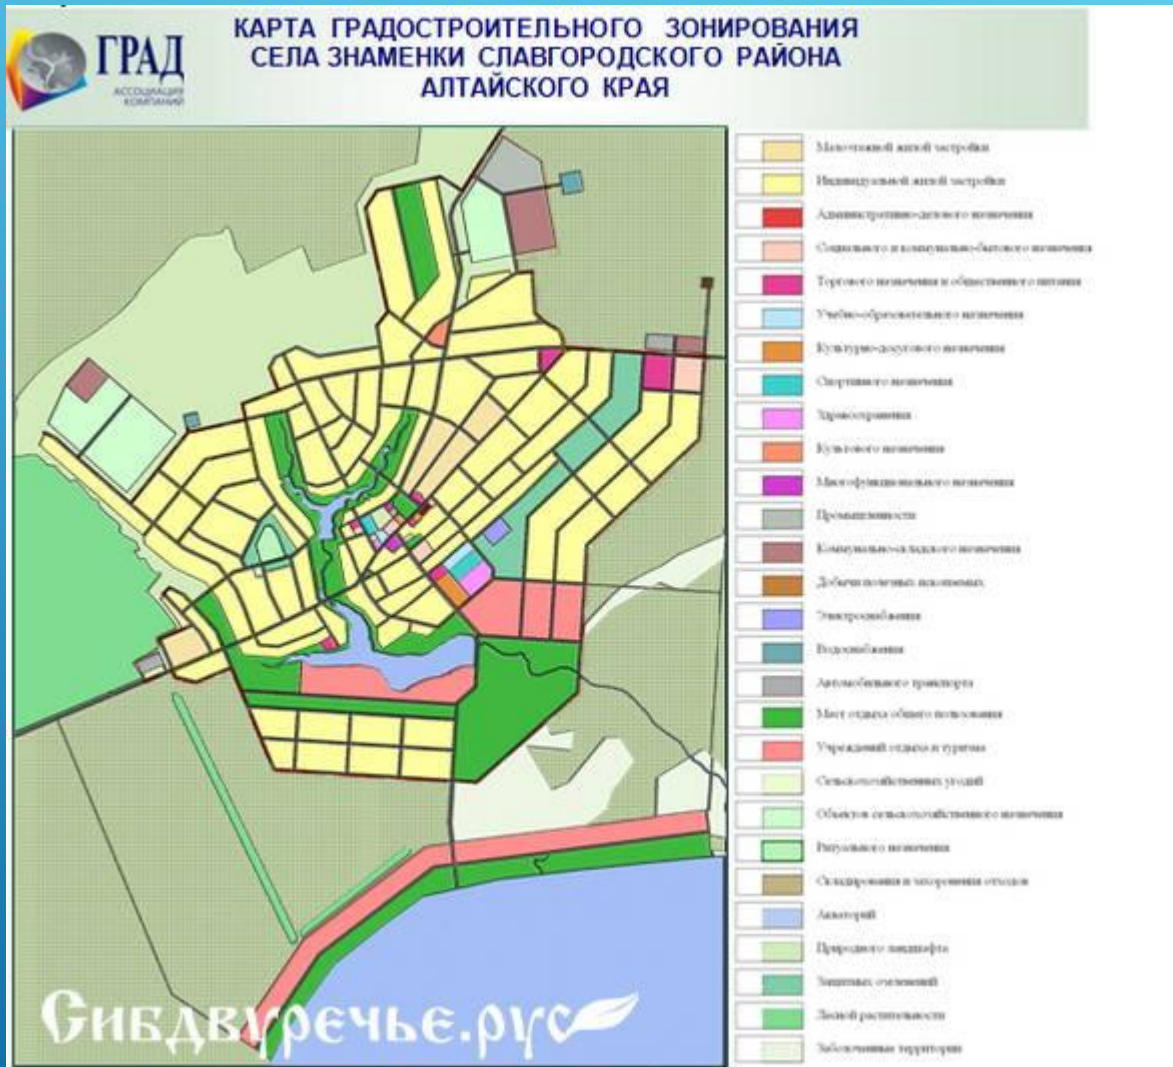 КАРТА ГРАДОСТРОИТЕЛЬНОГО ЗОНИРОВАНИЯ
СЕЛА ЗНАМЕНКИ СЛАВГОРОДСКОГО РАЙОНА
АЛТАЙСКОГО КРАЯ
ГРАД
АССОЦИАЦИЯ
КОМПАНИЙ
Малоэтажной жилой застройки
Индивидуальной жилой застройки
Административно-делового назначения
Социального и коммунально-бытового назначения
Торгового назначения и общественного питания
Учебно-образовательного назначения
Культурно-досугового назначения
Спортивного назначения
Здравоохранения
Культового назначения
Многофункционального назначения
Промышленности
Коммунально-складского назначения
Добычи полезных ископаемых
Электроснабжения
Водоснабжения
Автомобильного транспорта
Мест отдыха общего пользования
Учреждений отдыха и туризма
Сельскохозяйственных угодий
Объектов сельскохозяйственного назначения
Ритуального назначения
Складирования и захоронения отходов
Акваторий
Природного ландшафта
Защитных озеленений
Лесной растительности
Заболоченные территории
Сибдвуречье.рус